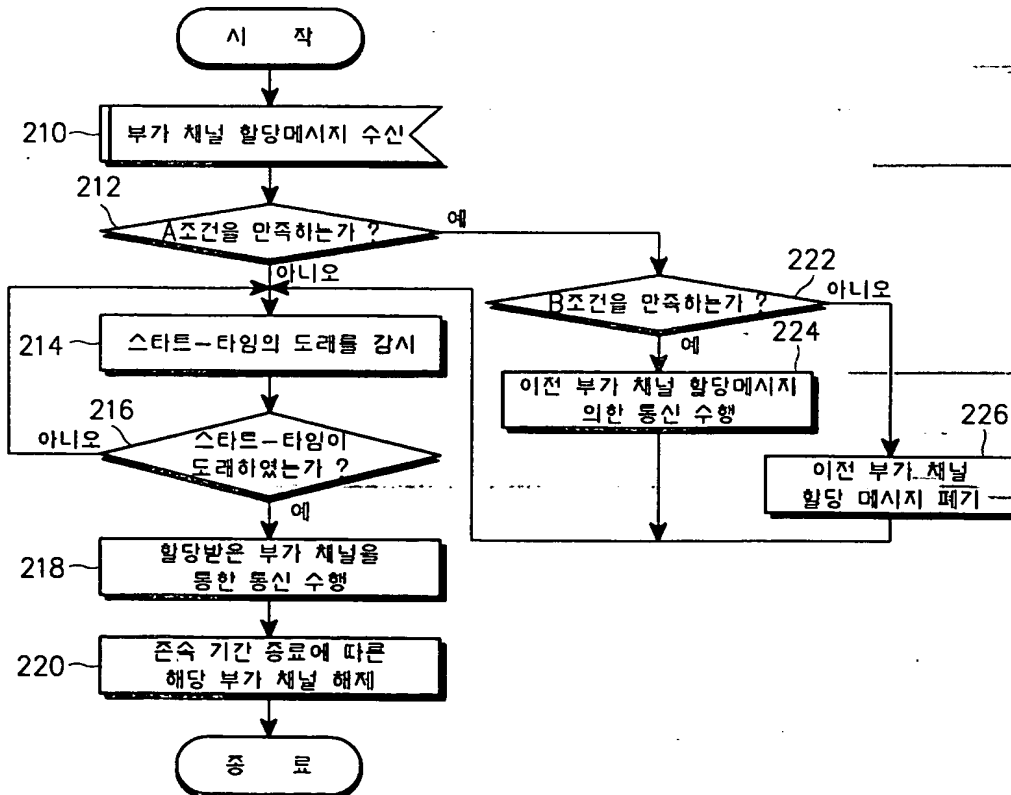 시 작
210
부가 채널 할당메시지 수신
212
A조건을 만족하는가 ?
예
아니오
222
B조건을 만족하는가 ?
아니오
214
스타트-타임의 도래를 감시
예
224
이전 부가 채널 할당메시지
의한 통신 수행
216
아니오
스타트-타임이
도래하였는가 ?
226
이전 부가 채널
할당 메시지 폐기
예
218
할당받은 부가 채널을
통한 통신 수행
220
존속 기간 종료에 따른
해당 부가 채널 해제
종 료